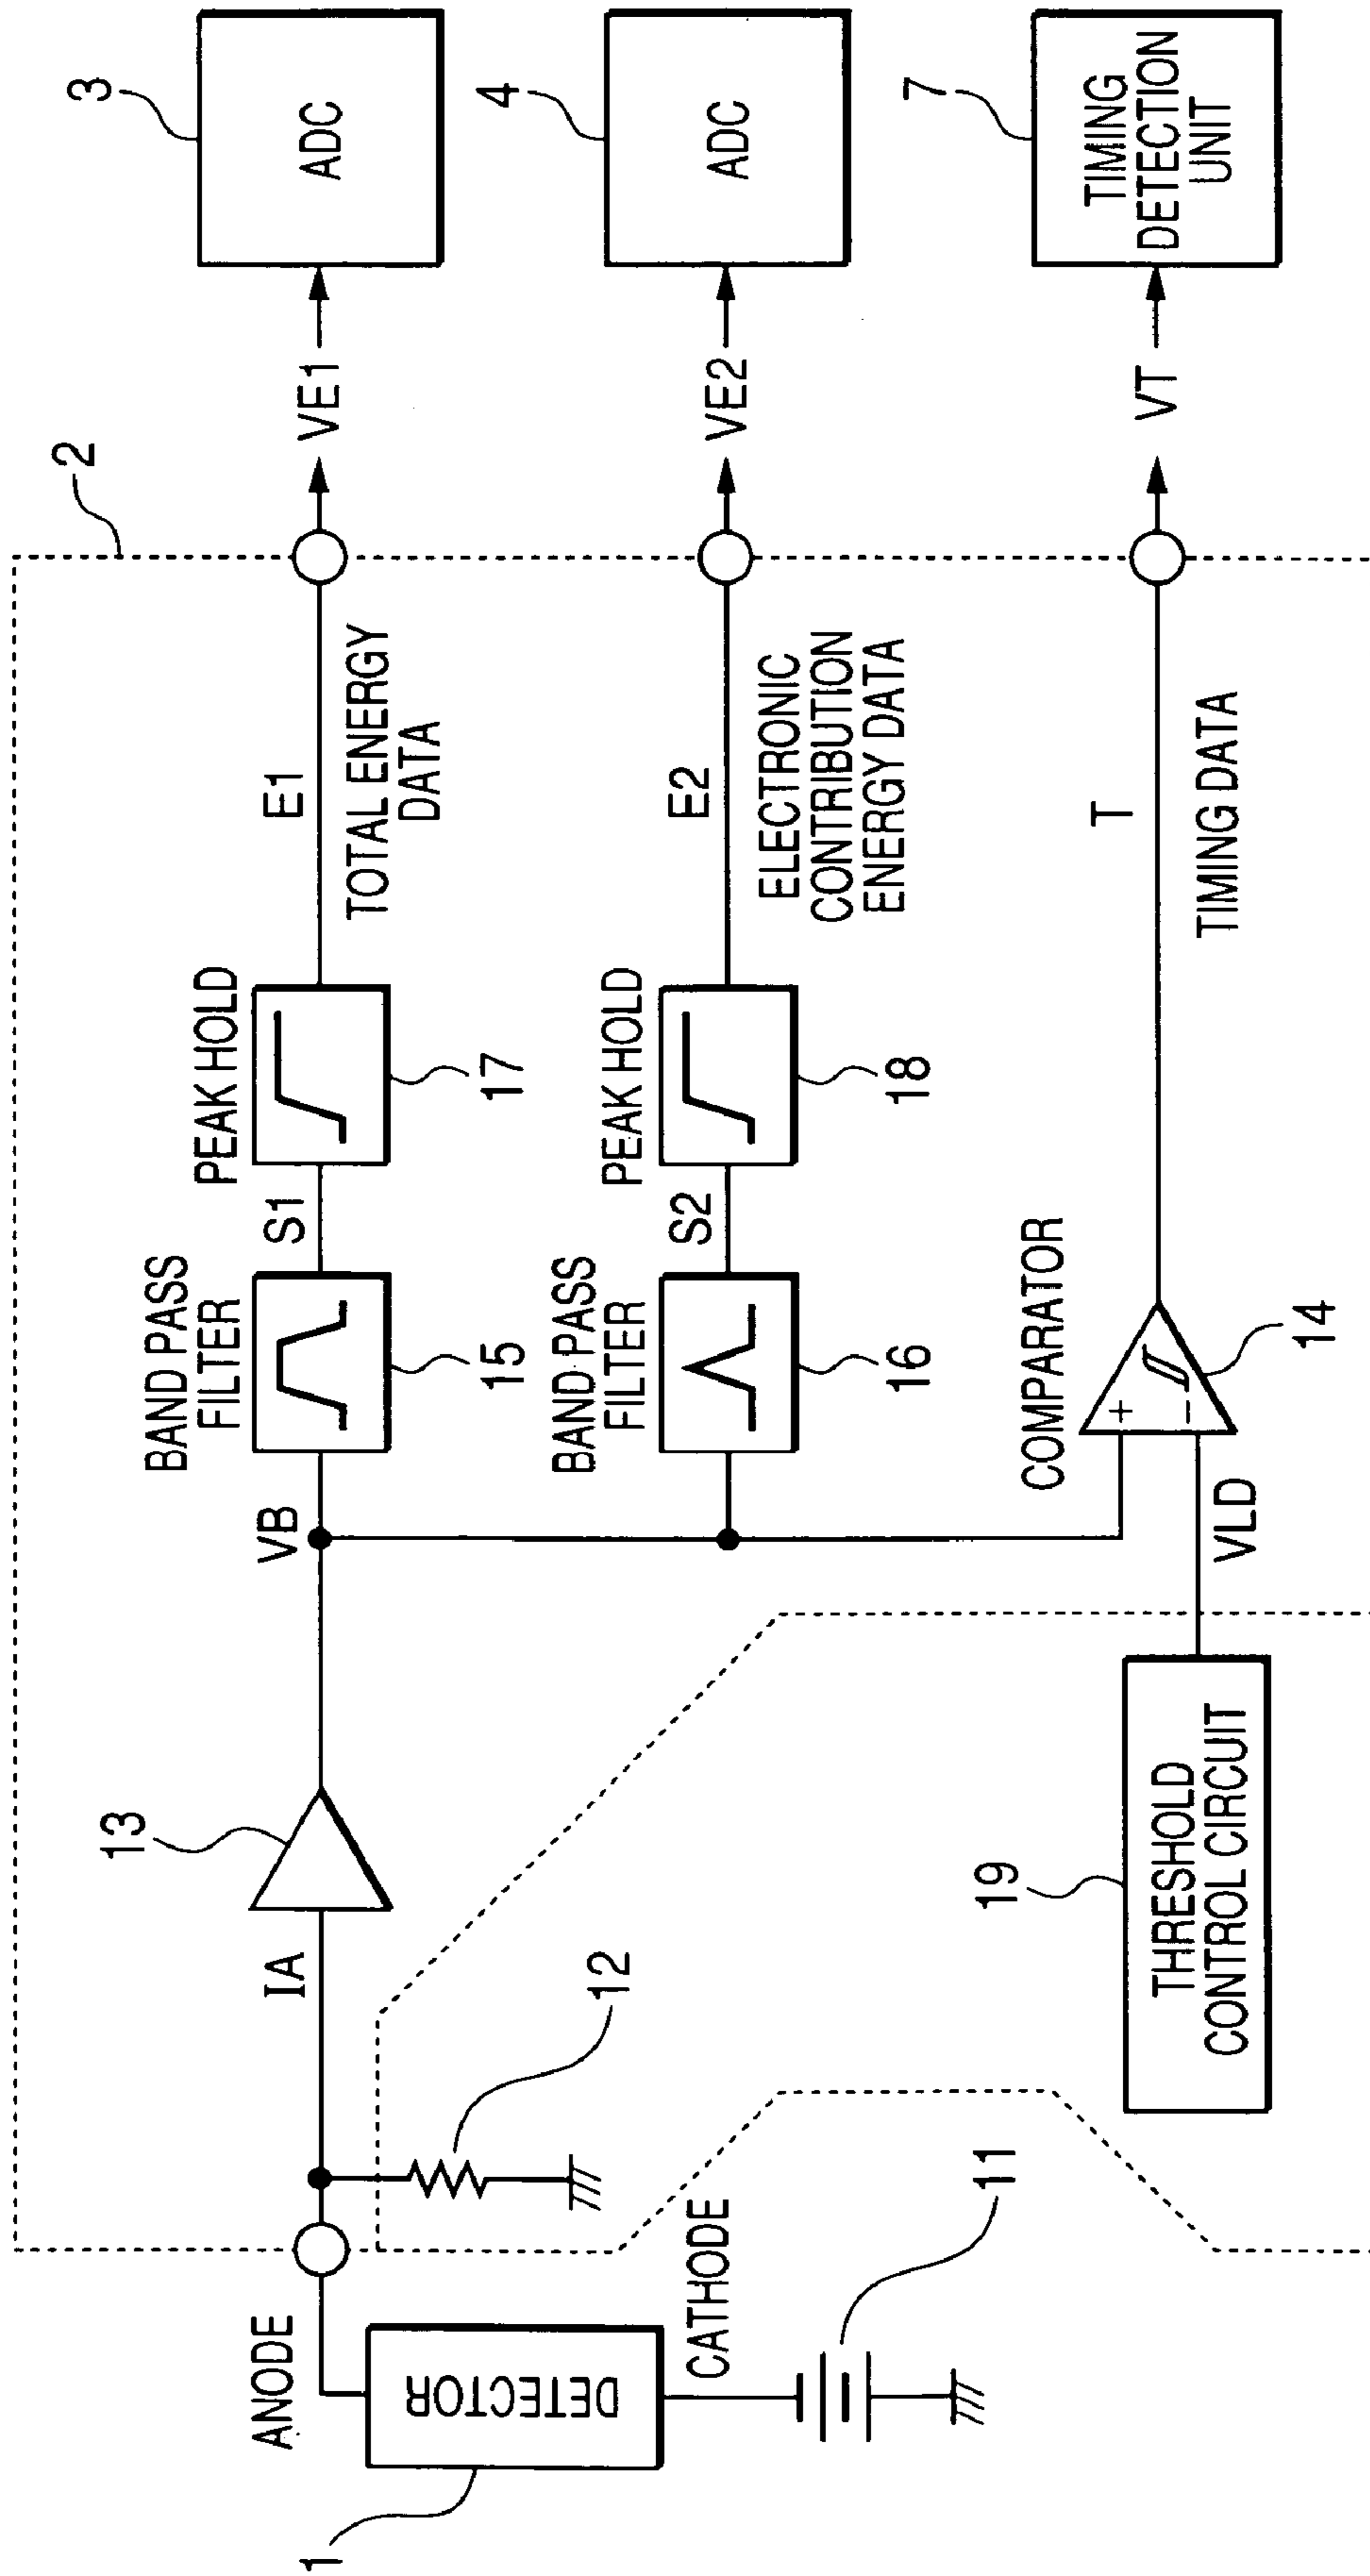 2
3
4
7
ADC
ADC
TIMING
DETECTION
UNIT
VE1
VE2
VT
E1
TOTAL ENERGY
DATA
E2
ELECTRONIC
CONTRIBUTION
ENERGY DATA
T
TIMING DATA
PEAK HOLD
17
PEAK HOLD
18
S1
S2
BAND PASS
FILTER
15
BAND PASS
FILTER
16
COMPARATOR
+
−
14
VB
VLD
13
IA
12
19
THRESHOLD
CONTROL CIRCUIT
ANODE
DETECTOR
1
CATHODE
11